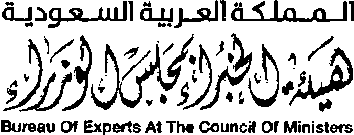 المملكة العربية السعودية
هيئة الخبراء بمجلس الوزراء
Bureau Of Experts At The Council Of Ministers